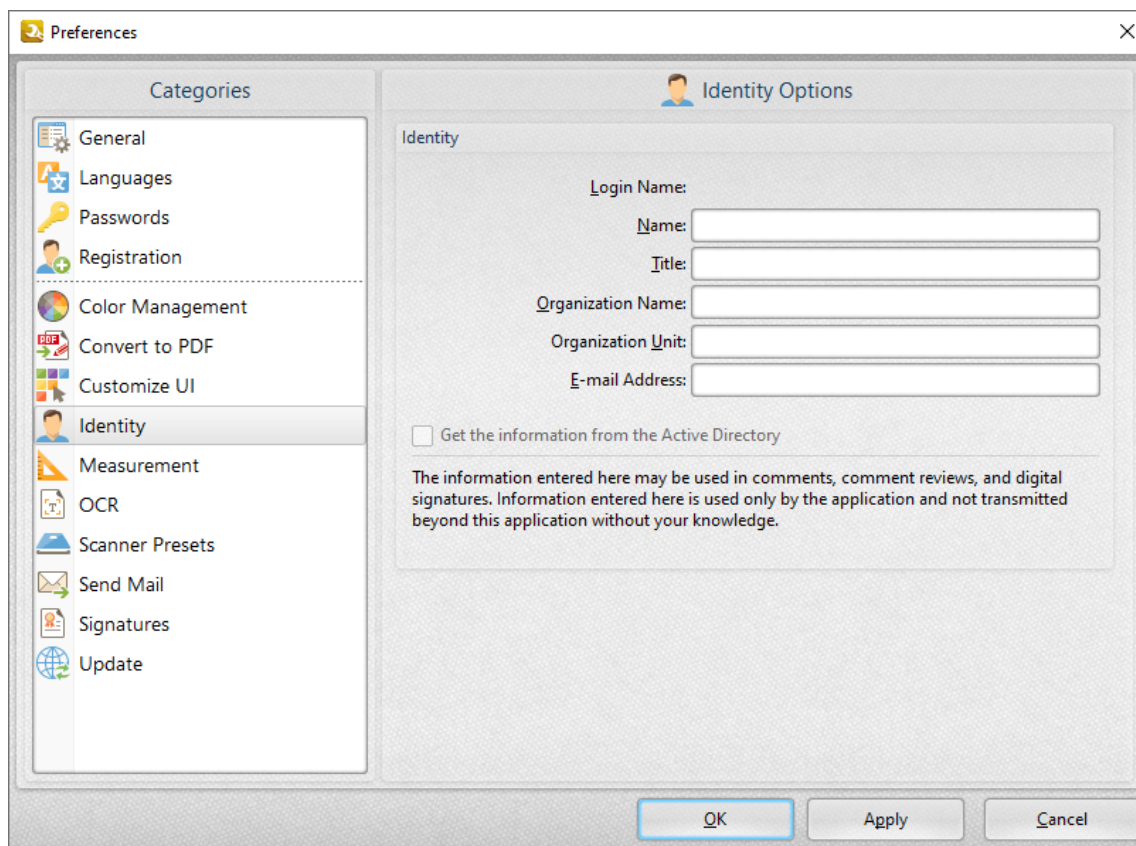 Preferences
Categories
General
Languages
Passwords
Registration
Color Management
Convert to PDF
Customize UI
Identity
Measurement
OCR
Scanner Presets
Send Mail
Signatures
Update
Identity Options
Identity
Login Name:
Name:
Title:
Organization Name:
Organization Unit:
E-mail Address:
Get the information from the Active Directory
The information entered here may be used in comments, comment reviews, and digital
signatures. Information entered here is used only by the application and not transmitted
beyond this application without your knowledge.
OK
Apply
Cancel